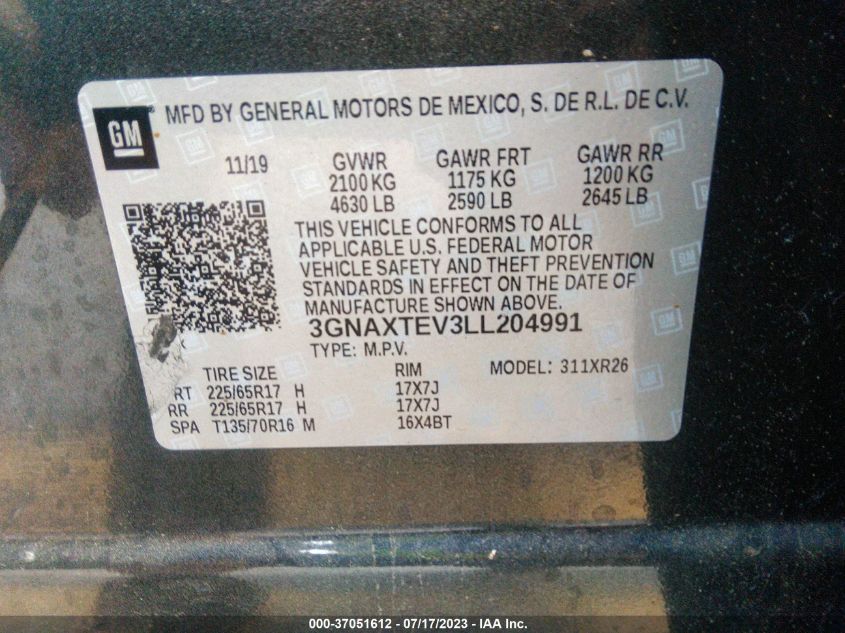 GM
MFD BY GENERAL MOTORS DE MEXICO, S. DE R.L. DE C.V.
11/19 GVWR GAWR FRT GAWR RR
2100 KG 1175 KG 1200 KG
4630 LB 2590 LB 2645 LB
THIS VEHICLE CONFORMS TO ALL
APPLICABLE U.S. FEDERAL MOTOR
VEHICLE SAFETY AND THEFT PREVENTION
STANDARDS IN EFFECT ON THE DATE OF
MANUFACTURE SHOWN ABOVE.
3GNAXTEV3LL204991
TYPE: M.P.V. MODEL: 311XR26
TIRE SIZE RIM
RT 225/65R17 H 17X7J
RR 225/65R17 H 17X7J
SPA T135/70R16 M 16X4BT
000-37051612 - 07/17/2023 - IAA Inc.